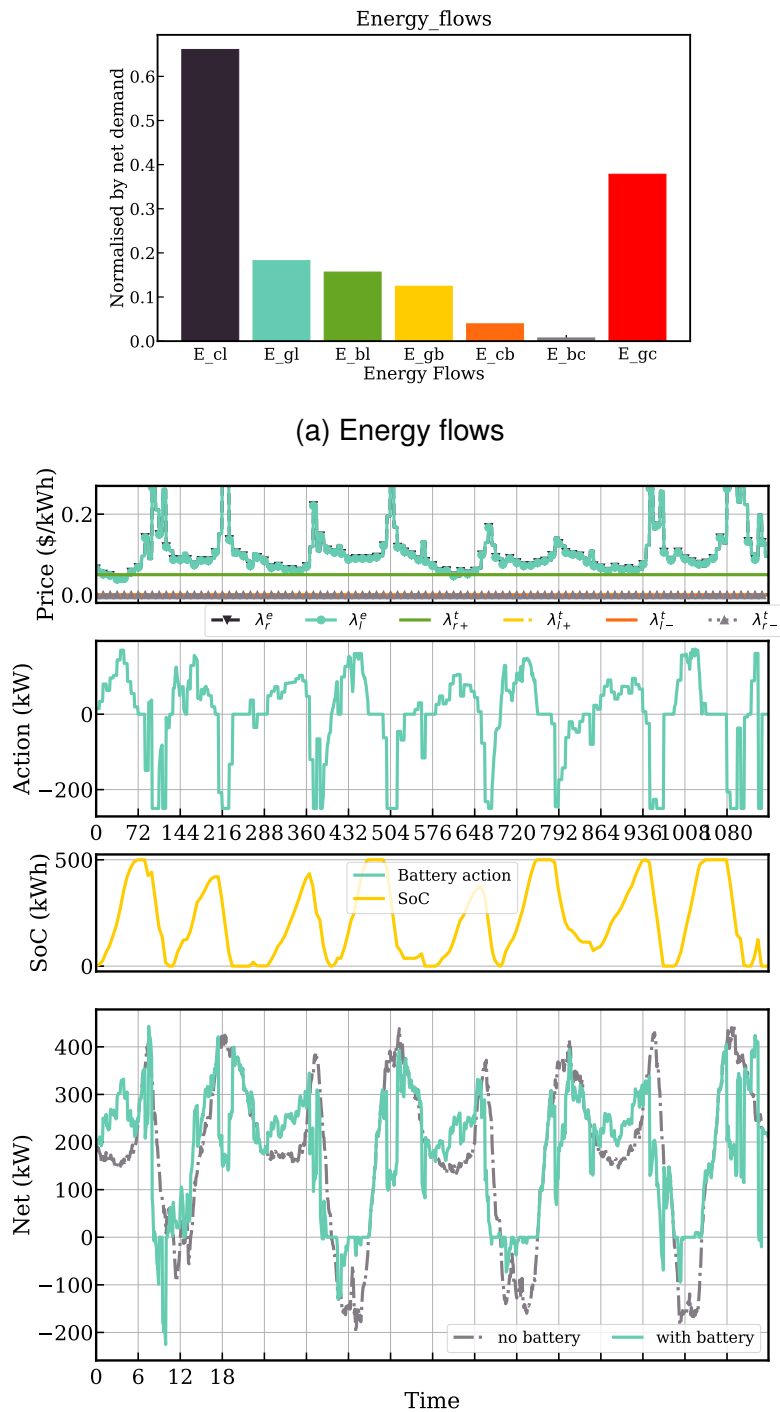 Energy_flows
Normalised by net demand
0.6
0.5
0.4
0.3
0.2
0.1
0.0
E_cl E_gl E_bl E_gb E_cb E_bc E_gc
Energy Flows
(a) Energy flows
Price ($/kWh)
0.2
0.0
λ_r^e λ_l^e λ_{r+}^t λ_{l+}^t λ_{l−}^t λ_{r−}^t
Action (kW)
0
−200
0 72 144 216 288 360 432 504 576 648 720 792 864 936 1008 1080
SoC (kWh)
500
0
Battery action
SoC
Net (kW)
400
300
200
100
0
−100
−200
no battery with battery
0 6 12 18
Time